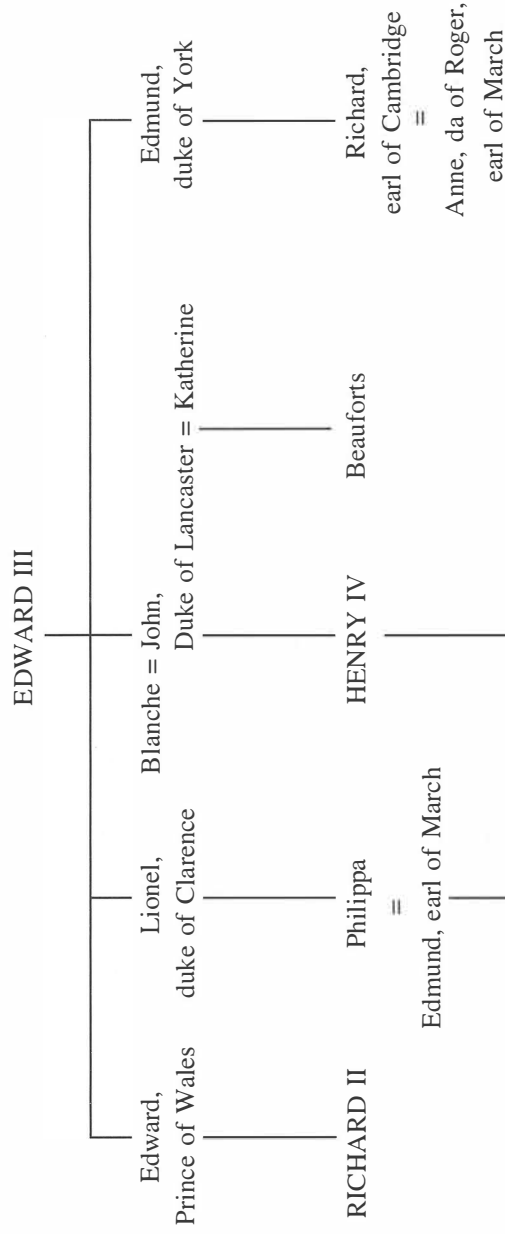 EDWARD III
Edward,
Prince of Wales
Lionel,
duke of Clarence
Blanche = John,
Duke of Lancaster = Katherine
Edmund,
duke of York
RICHARD II
Philippa
=
Edmund, earl of March
HENRY IV
Beauforts
Richard,
earl of Cambridge
=
Anne, da of Roger,
earl of March